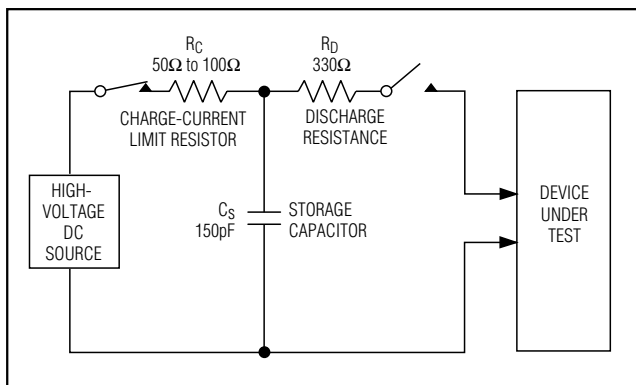 R_C
50Ω to 100Ω
CHARGE-CURRENT
LIMIT RESISTOR
R_D
330Ω
DISCHARGE
RESISTANCE
HIGH-
VOLTAGE
DC
SOURCE
C_S
150pF
STORAGE
CAPACITOR
DEVICE
UNDER
TEST